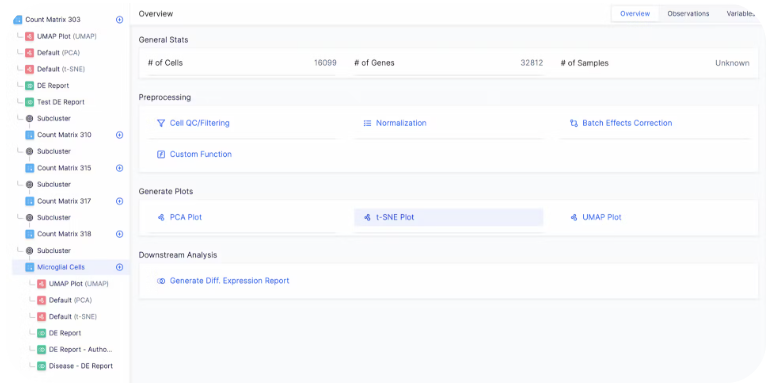 Count Matrix 303
UMAP Plot (UMAP)
Default (PCA)
Default (t-SNE)
DE Report
Test DE Report
Subcluster
Count Matrix 310
Subcluster
Count Matrix 315
Subcluster
Count Matrix 317
Subcluster
Count Matrix 318
Subcluster
Microglial Cells
UMAP Plot (UMAP)
Default (PCA)
Default (t-SNE)
DE Report
DE Report - Autho...
Disease - DE Report
Overview
Overview Observations Variable..
General Stats
# of Cells 16099 # of Genes 32812 # of Samples Unknown
Preprocessing
Cell QC/Filtering Normalization Batch Effects Correction
Custom Function
Generate Plots
PCA Plot t-SNE Plot UMAP Plot
Downstream Analysis
Generate Diff. Expression Report